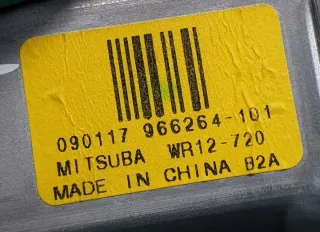 090117 966264-101
MITSUBA WR12-720
MADE IN CHINA B2A